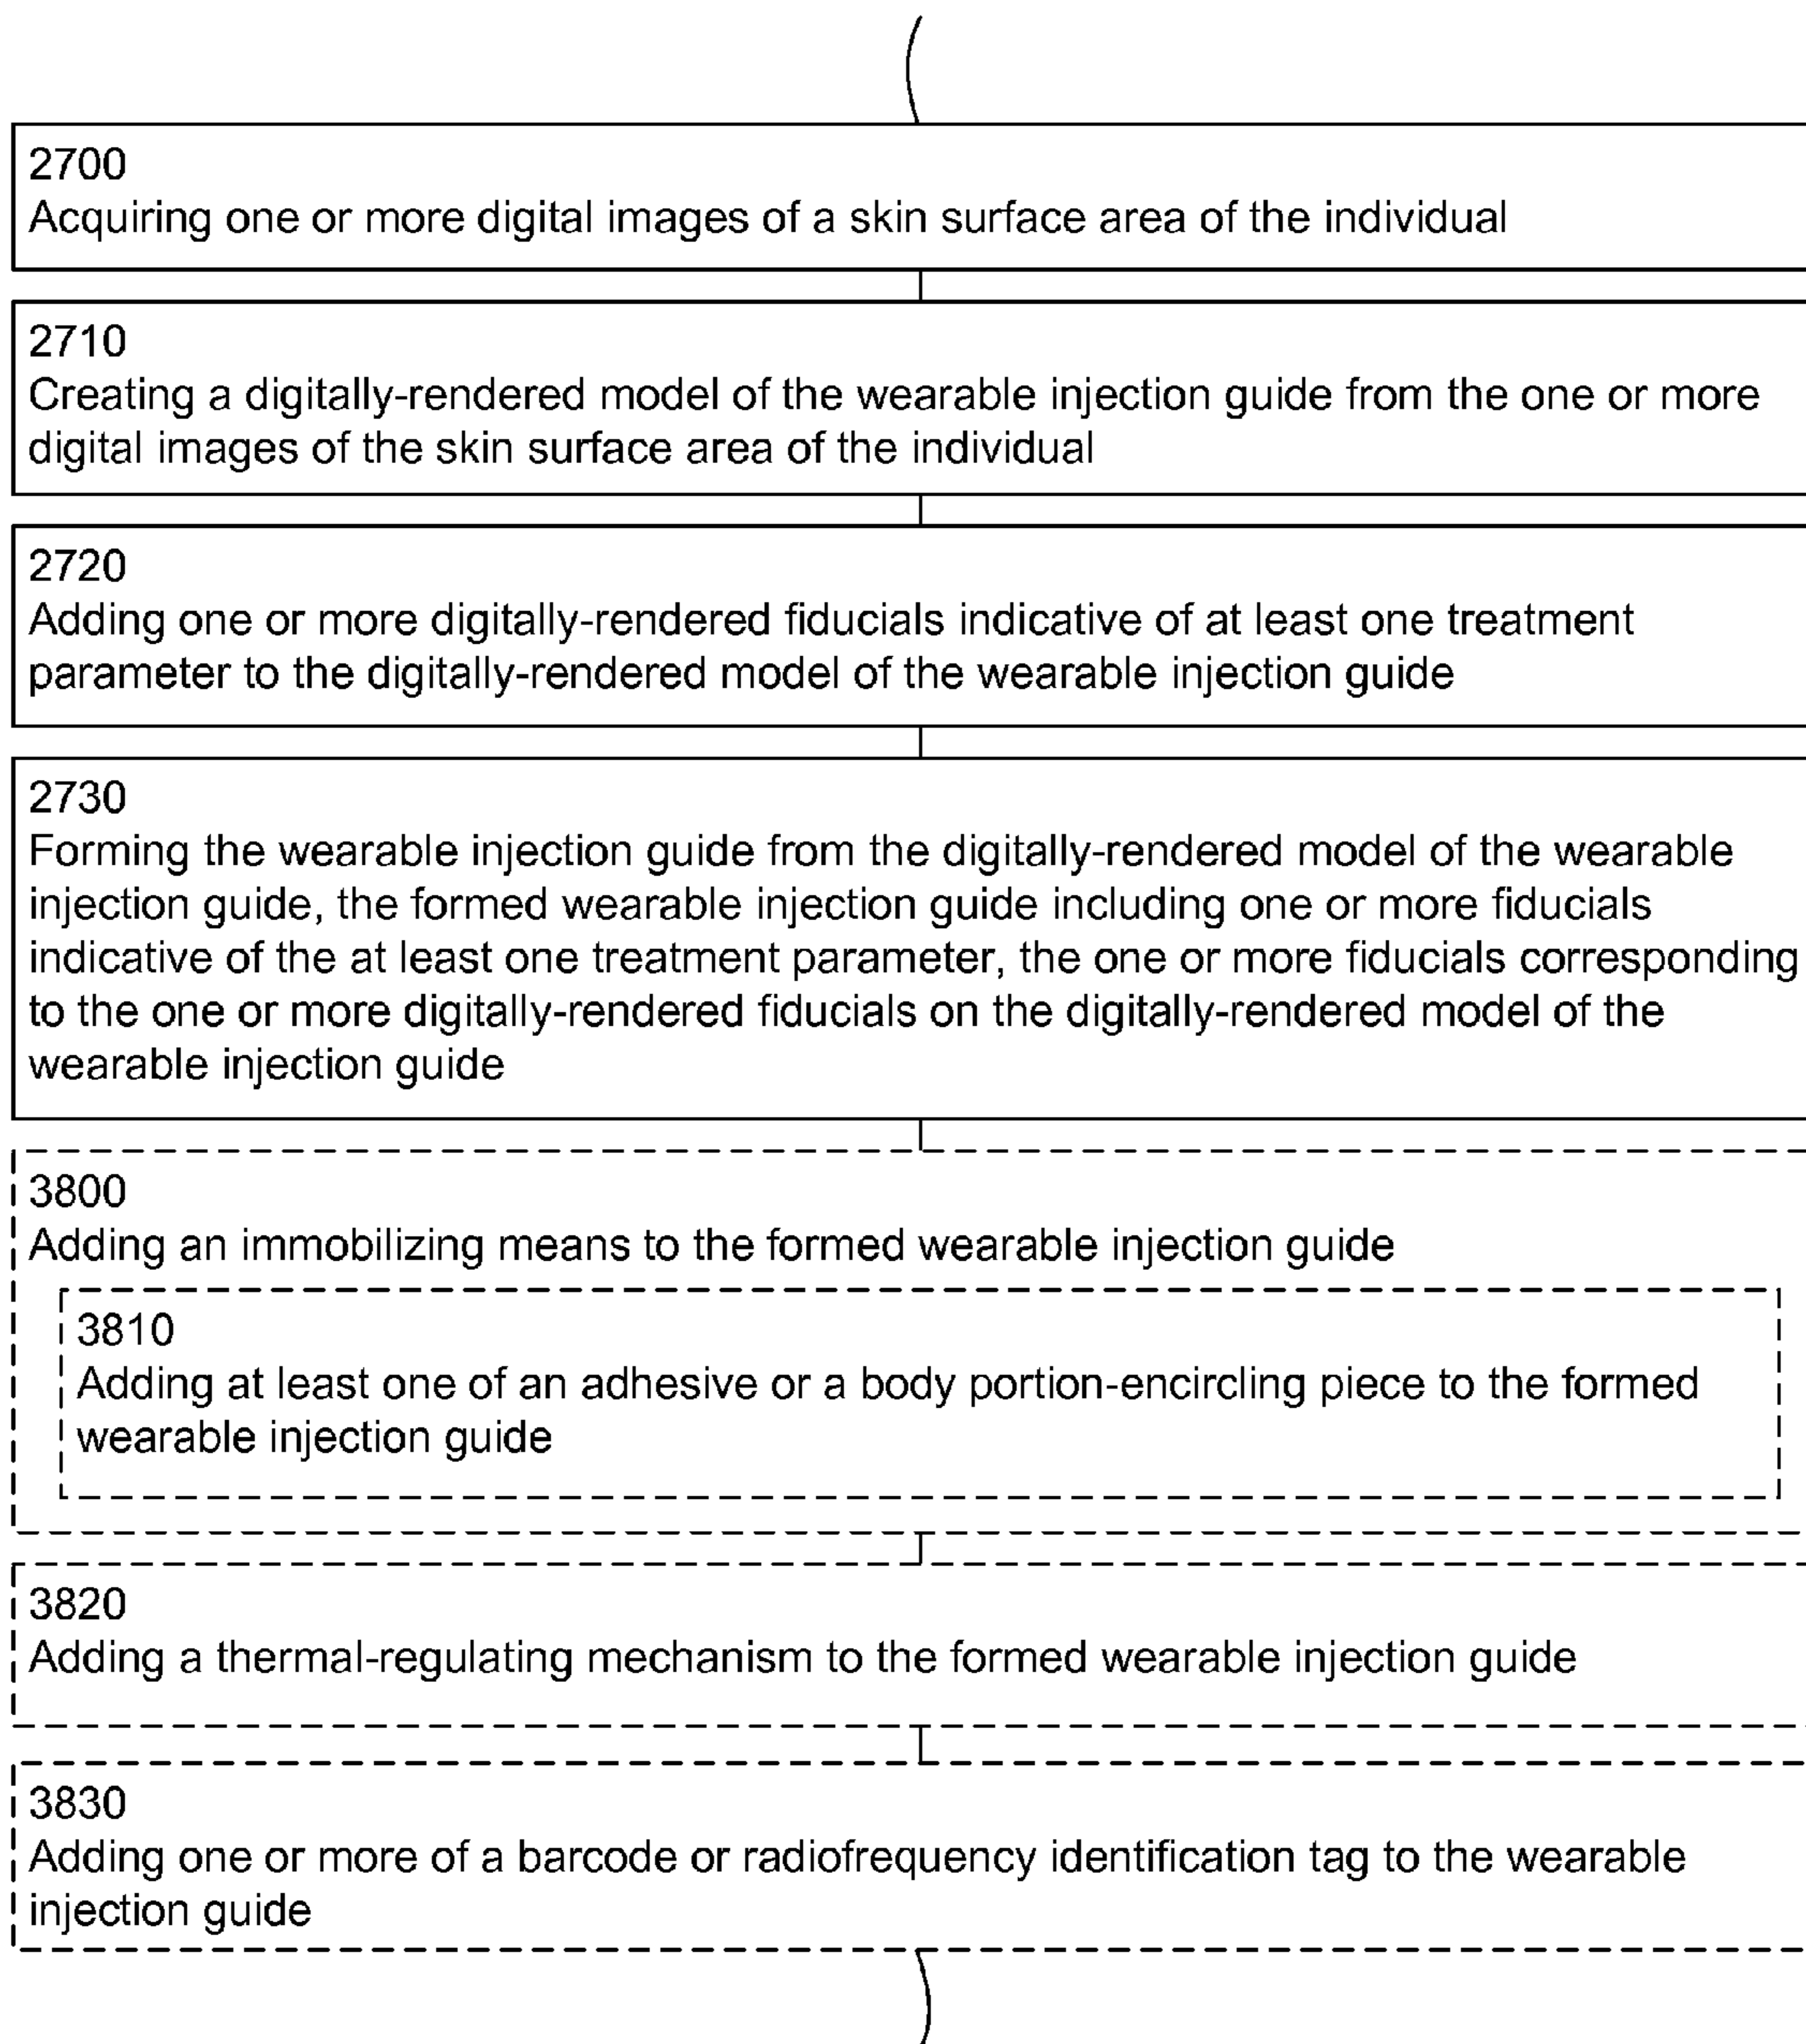 2700
Acquiring one or more digital images of a skin surface area of the individual
2710
Creating a digitally-rendered model of the wearable injection guide from the one or more
digital images of the skin surface area of the individual
2720
Adding one or more digitally-rendered fiducials indicative of at least one treatment
parameter to the digitally-rendered model of the wearable injection guide
2730
Forming the wearable injection guide from the digitally-rendered model of the wearable
injection guide, the formed wearable injection guide including one or more fiducials
indicative of the at least one treatment parameter, the one or more fiducials corresponding
to the one or more digitally-rendered fiducials on the digitally-rendered model of the
wearable injection guide
3800
Adding an immobilizing means to the formed wearable injection guide
3810
Adding at least one of an adhesive or a body portion-encircling piece to the formed
wearable injection guide
3820
Adding a thermal-regulating mechanism to the formed wearable injection guide
3830
Adding one or more of a barcode or radiofrequency identification tag to the wearable
injection guide